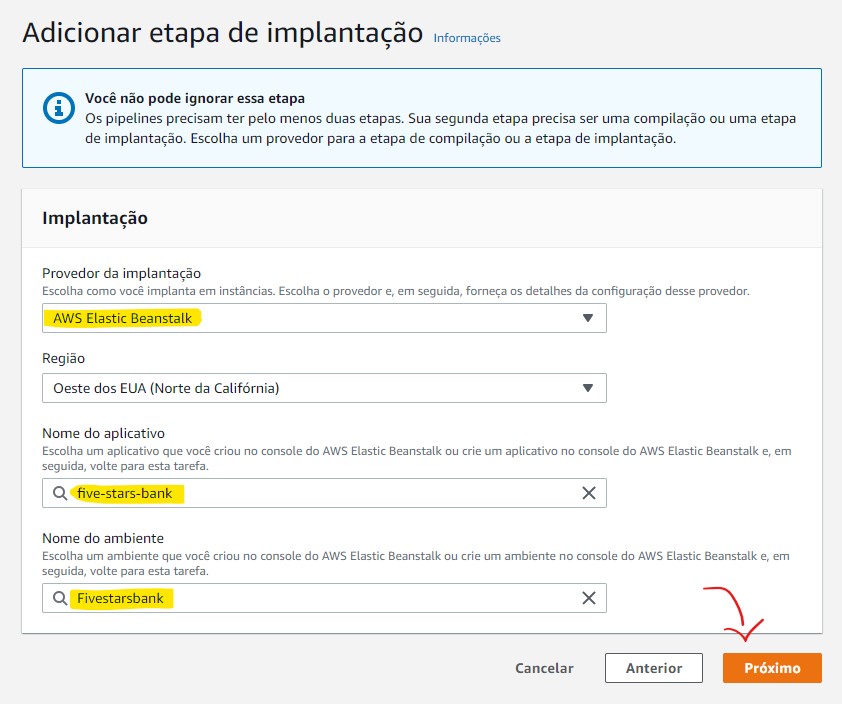 Adicionar etapa de implantação Informações
Você não pode ignorar essa etapa
Os pipelines precisam ter pelo menos duas etapas. Sua segunda etapa precisa ser uma compilação ou uma etapa
de implantação. Escolha um provedor para a etapa de compilação ou a etapa de implantação.
Implantação
Provedor da implantação
Escolha como você implanta em instâncias. Escolha o provedor e, em seguida, forneça os detalhes da configuração desse provedor.
AWS Elastic Beanstalk
Região
Oeste dos EUA (Norte da Califórnia)
Nome do aplicativo
Escolha um aplicativo que você criou no console do AWS Elastic Beanstalk ou crie um aplicativo no console do AWS Elastic Beanstalk e, em
seguida, volte para esta tarefa.
five-stars-bank
Nome do ambiente
Escolha um ambiente que você criou no console do AWS Elastic Beanstalk ou crie um ambiente no console do AWS Elastic Beanstalk e, em
seguida, volte para esta tarefa.
Fivestarsbank
Cancelar Anterior Próximo